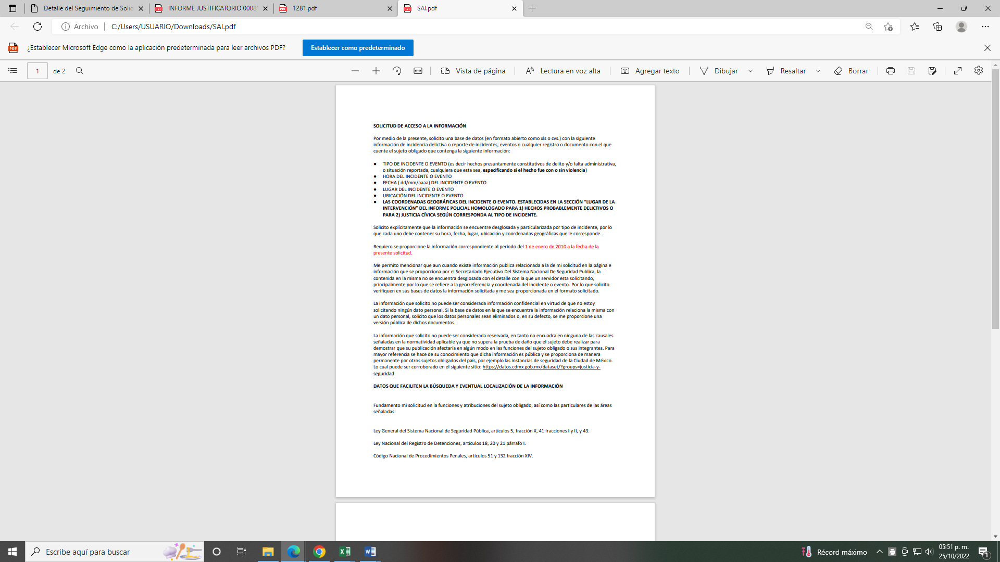 Detalle del Seguimiento de Solic
INFORME JUSTIFICATORIO 0008
1281.pdf
SAI.pdf
Archivo
C:/Users/USUARIO/Downloads/SAI.pdf
¿Establecer Microsoft Edge como la aplicación predeterminada para leer archivos PDF?
Establecer como predeterminado
1 de 2
Vista de página
Lectura en voz alta
Agregar texto
Dibujar
Resaltar
Borrar
SOLICITUD DE ACCESO A LA INFORMACIÓN
Por medio de la presente, solicito una base de datos (en formato abierto como xls o cvs.) con la siguiente
información de incidencia delictiva o reporte de incidentes, eventos o cualquier registro o documento con el que
cuente el sujeto obligado que contenga la siguiente información:
● TIPO DE INCIDENTE O EVENTO (es decir hechos presuntamente constitutivos de delito y/o falta administrativa,
o situación reportada, cualquiera que esta sea, especificando si el hecho fue con o sin violencia)
● HORA DEL INCIDENTE O EVENTO
● FECHA ( dd/mm/aaaa) DEL INCIDENTE O EVENTO
● LUGAR DEL INCIDENTE O EVENTO
● UBICACIÓN DEL INCIDENTE O EVENTO
● LAS COORDENADAS GEOGRÁFICAS DEL INCIDENTE O EVENTO. ESTABLECIDAS EN LA SECCIÓN “LUGAR DE LA
INTERVENCIÓN” DEL INFORME POLICIAL HOMOLOGADO PARA 1) HECHOS PROBABLEMENTE DELICTIVOS O
PARA 2) JUSTICIA CÍVICA SEGÚN CORRESPONDA AL TIPO DE INCIDENTE.
Solicito explícitamente que la información se encuentre desglosada y particularizada por tipo de incidente, por lo
que cada uno debe contener su hora, fecha, lugar, ubicación y coordenadas geográficas que le corresponde.
Requiero se proporcione la información correspondiente al periodo del 1 de enero de 2010 a la fecha de la
presente solicitud.
Me permito mencionar que aun cuando existe información publica relacionada a la de mi solicitud en la página e
información que se proporciona por el Secretariado Ejecutivo Del Sistema Nacional De Seguridad Publica, la
contenida en la misma no se encuentra desglosada con el detalle con la que un servidor esta solicitando,
principalmente por lo que se refiere a la georreferencia y coordenada del incidente o evento. Por lo que solicito
verifiquen en sus bases de datos la información solicitada y me sea proporcionada en el formato solicitado.
La información que solicito no puede ser considerada información confidencial en virtud de que no estoy
solicitando ningún dato personal. Si la base de datos en la que se encuentra la información relaciona la misma con
un dato personal, solicito que los datos personales sean eliminados o, en su defecto, se me proporcione una
versión pública de dichos documentos.
La información que solicito no puede ser considerada reservada, en tanto no encuadra en ninguna de las causales
señaladas en la normatividad aplicable ya que no supera la prueba de daño que el sujeto debe realizar para
demostrar que su publicación afectaría en algún modo en las funciones del sujeto obligado o sus integrantes. Para
mayor referencia se hace de su conocimiento que dicha información es pública y se proporciona de manera
permanente por otros sujetos obligados del país, por ejemplo las instancias de seguridad de la Ciudad de México.
Lo cual puede ser corroborado en el siguiente sitio: https://datos.cdmx.gob.mx/dataset/?groups=justicia-y-
seguridad
DATOS QUE FACILITEN LA BÚSQUEDA Y EVENTUAL LOCALIZACIÓN DE LA INFORMACIÓN
Fundamento mi solicitud en la funciones y atribuciones del sujeto obligado, así como las particulares de las áreas
señaladas:
Ley General del Sistema Nacional de Seguridad Pública, artículos 5, fracción X, 41 fracciones I y II, y 43.
Ley Nacional del Registro de Detenciones, artículos 18, 20 y 21 párrafo I.
Código Nacional de Procedimientos Penales, artículos 51 y 132 fracción XIV.
Escribe aquí para buscar
Récord máximo
05:51 p. m.
25/10/2022
1